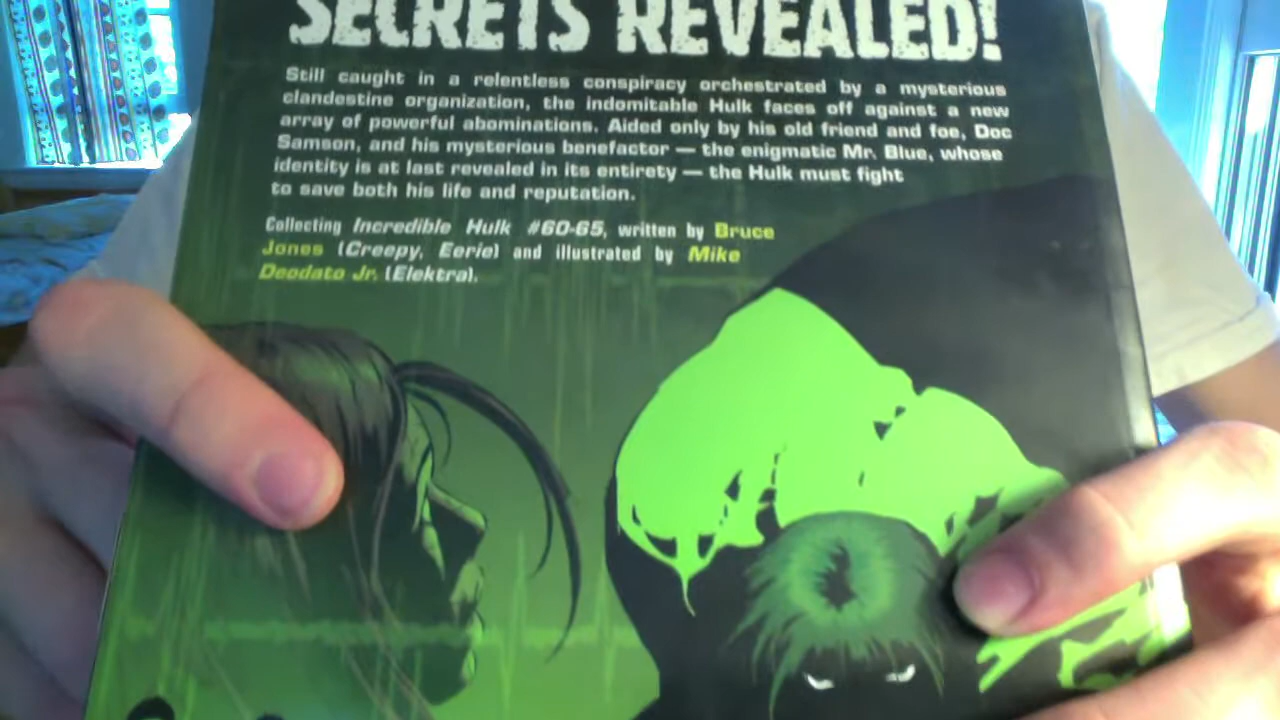 SECRETS REVEALED!
Still caught in a relentless conspiracy orchestrated by a mysterious
clandestine organization, the indomitable Hulk faces off against a new
array of powerful abominations. Aided only by his old friend and foe, Doc
Samson, and his mysterious benefactor — the enigmatic Mr. Blue, whose
identity is at last revealed in its entirety — the Hulk must fight
to save both his life and reputation.
Collecting Incredible Hulk #60-65, written by Bruce
Jones (Creepy, Eerie) and illustrated by Mike
Deodato Jr. (Elektra).